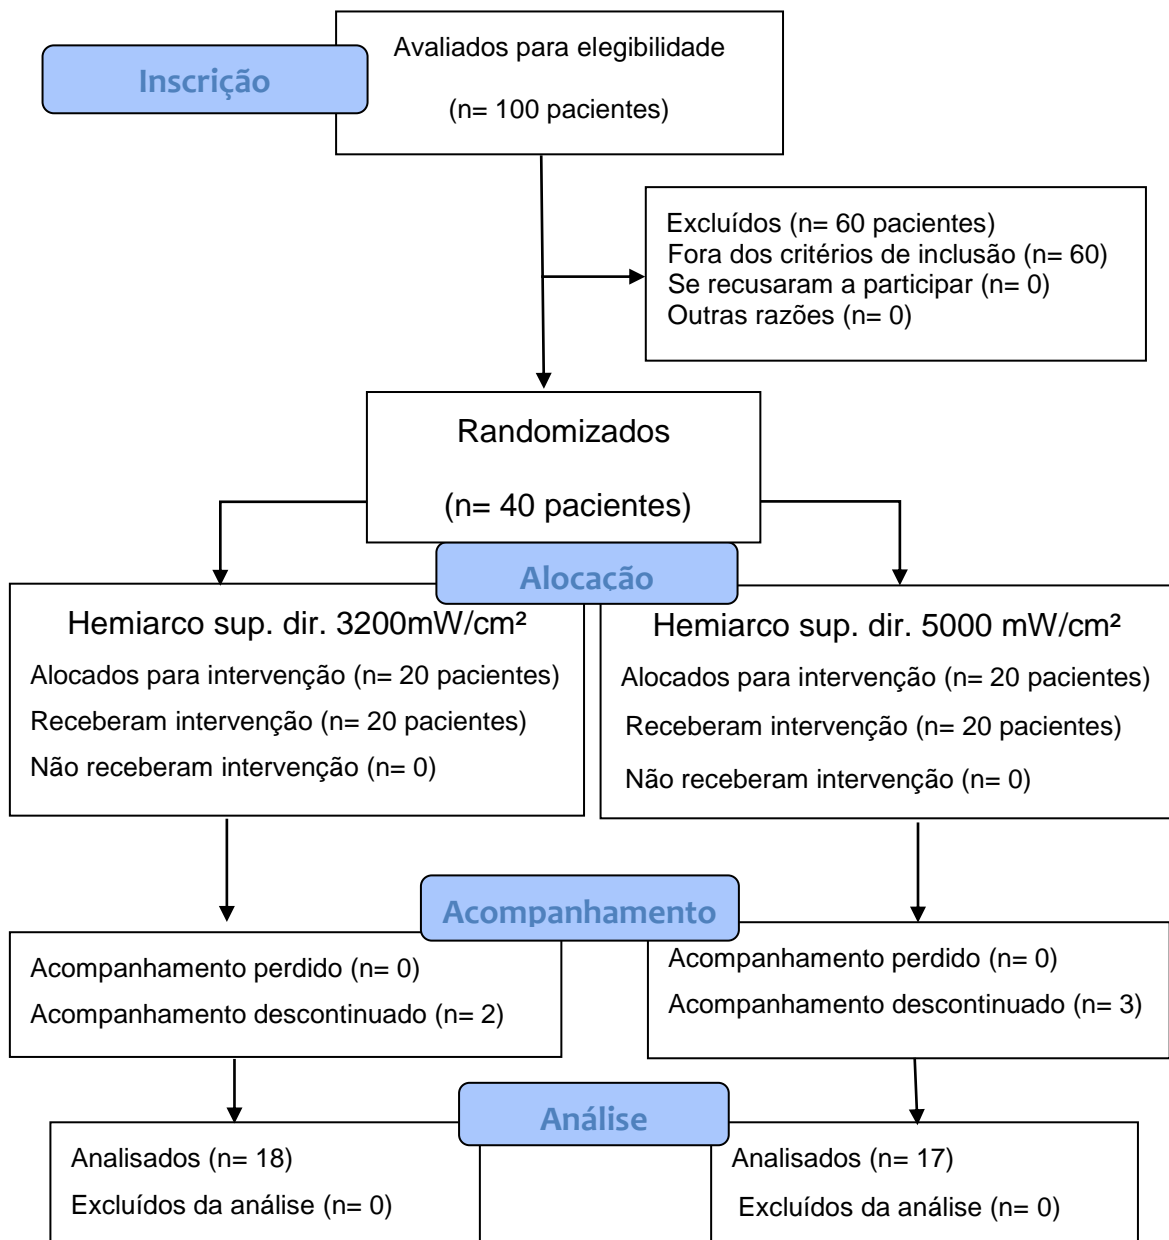 Inscrição
Avaliados para elegibilidade
(n= 100 pacientes)
Excluídos (n= 60 pacientes)
Fora dos critérios de inclusão (n= 60)
Se recusaram a participar (n= 0)
Outras razões (n= 0)
Randomizados
(n= 40 pacientes)
Alocação
Hemiarco sup. dir. 3200mW/cm²
Alocados para intervenção (n= 20 pacientes)
Receberam intervenção (n= 20 pacientes)
Não receberam intervenção (n= 0)
Hemiarco sup. dir. 5000 mW/cm²
Alocados para intervenção (n= 20 pacientes)
Receberam intervenção (n= 20 pacientes)
Não receberam intervenção (n= 0)
Acompanhamento
Acompanhamento perdido (n= 0)
Acompanhamento descontinuado (n= 2)
Acompanhamento perdido (n= 0)
Acompanhamento descontinuado (n= 3)
Análise
Analisados (n= 18)
Excluídos da análise (n= 0)
Analisados (n= 17)
Excluídos da análise (n= 0)